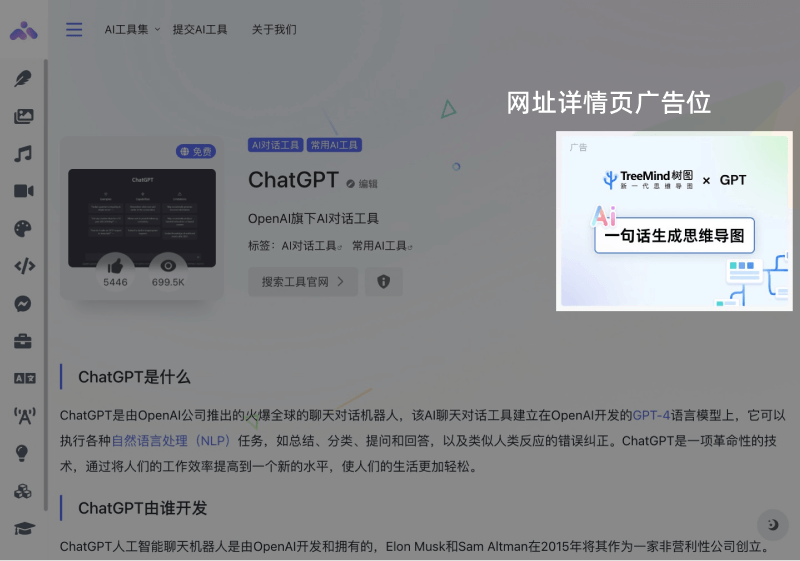 AI工具集 提交AI工具 关于我们
网址详情页广告位
广告
TreeMind树图
新一代思维导图
× GPT
Ai
一句话生成思维导图
免费
ChatGPT
5446 699.5K
AI对话工具 常用AI工具
ChatGPT 编辑
OpenAI旗下AI对话工具
标签: AI对话工具 常用AI工具
搜索工具官网
ChatGPT是什么
ChatGPT是由OpenAI公司推出的火爆全球的聊天对话机器人，该AI聊天对话工具建立在OpenAI开发的GPT-4语言模型上，它可以
执行各种自然语言处理（NLP）任务，如总结、分类、提问和回答，以及类似人类反应的错误纠正。ChatGPT是一项革命性的技
术，通过将人们的工作效率提高到一个新的水平，使人们的生活更加轻松。
ChatGPT由谁开发
ChatGPT人工智能聊天机器人是由OpenAI开发和拥有的，Elon Musk和Sam Altman在2015年将其作为一家非营利性公司创立。